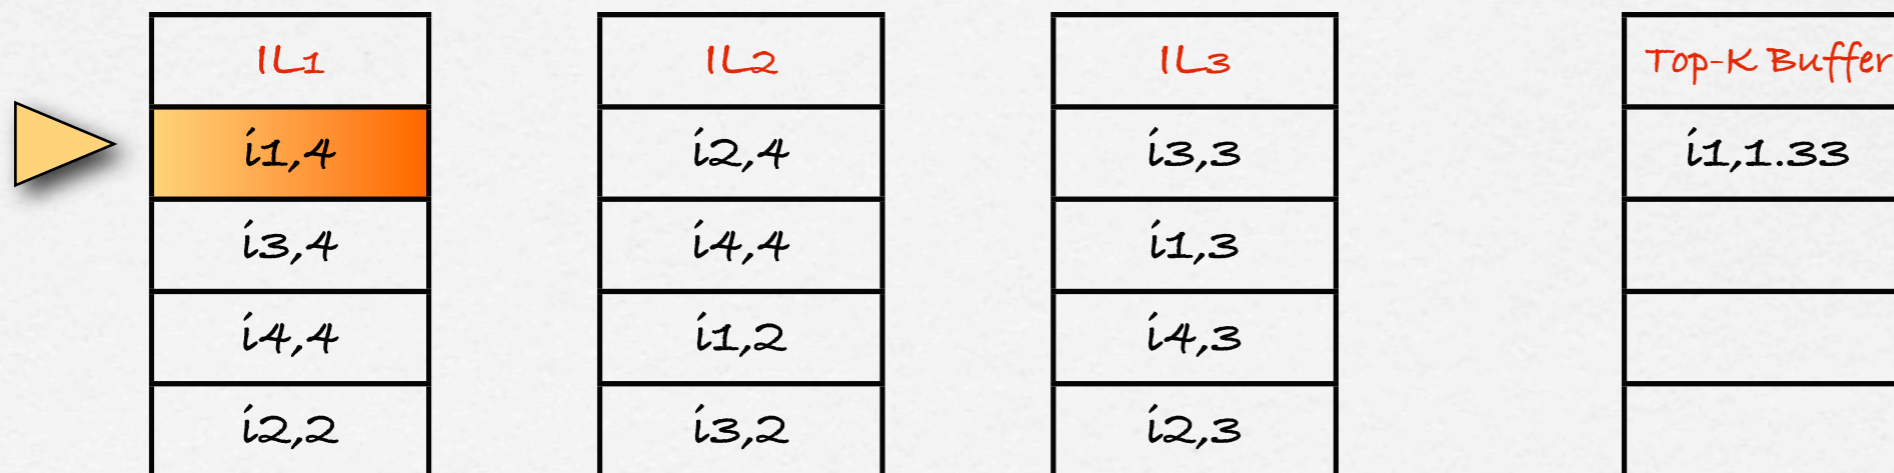 IL1 IL2 IL3 Top-K Buffer
i1,4 i2,4 i3,3 i1,1.33
i3,4 i4,4 i1,3
i4,4 i1,2 i4,3
i2,2 i3,2 i2,3